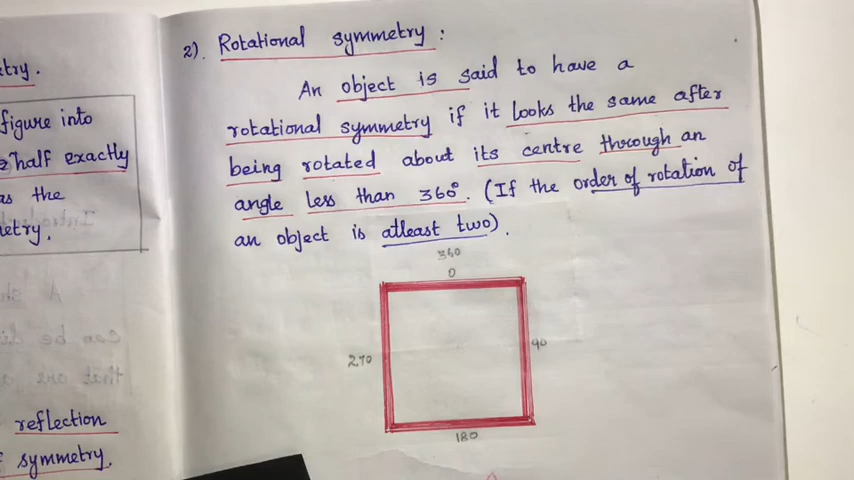 etry.
figure into
half exactly
as the
metry.
reflection
symmetry.
2). Rotational symmetry :
An object is said to have a
rotational symmetry if it looks the same after
being rotated about its centre through an
angle less than 360°. (If the order of rotation of
an object is atleast two).
360
0
270
90
180